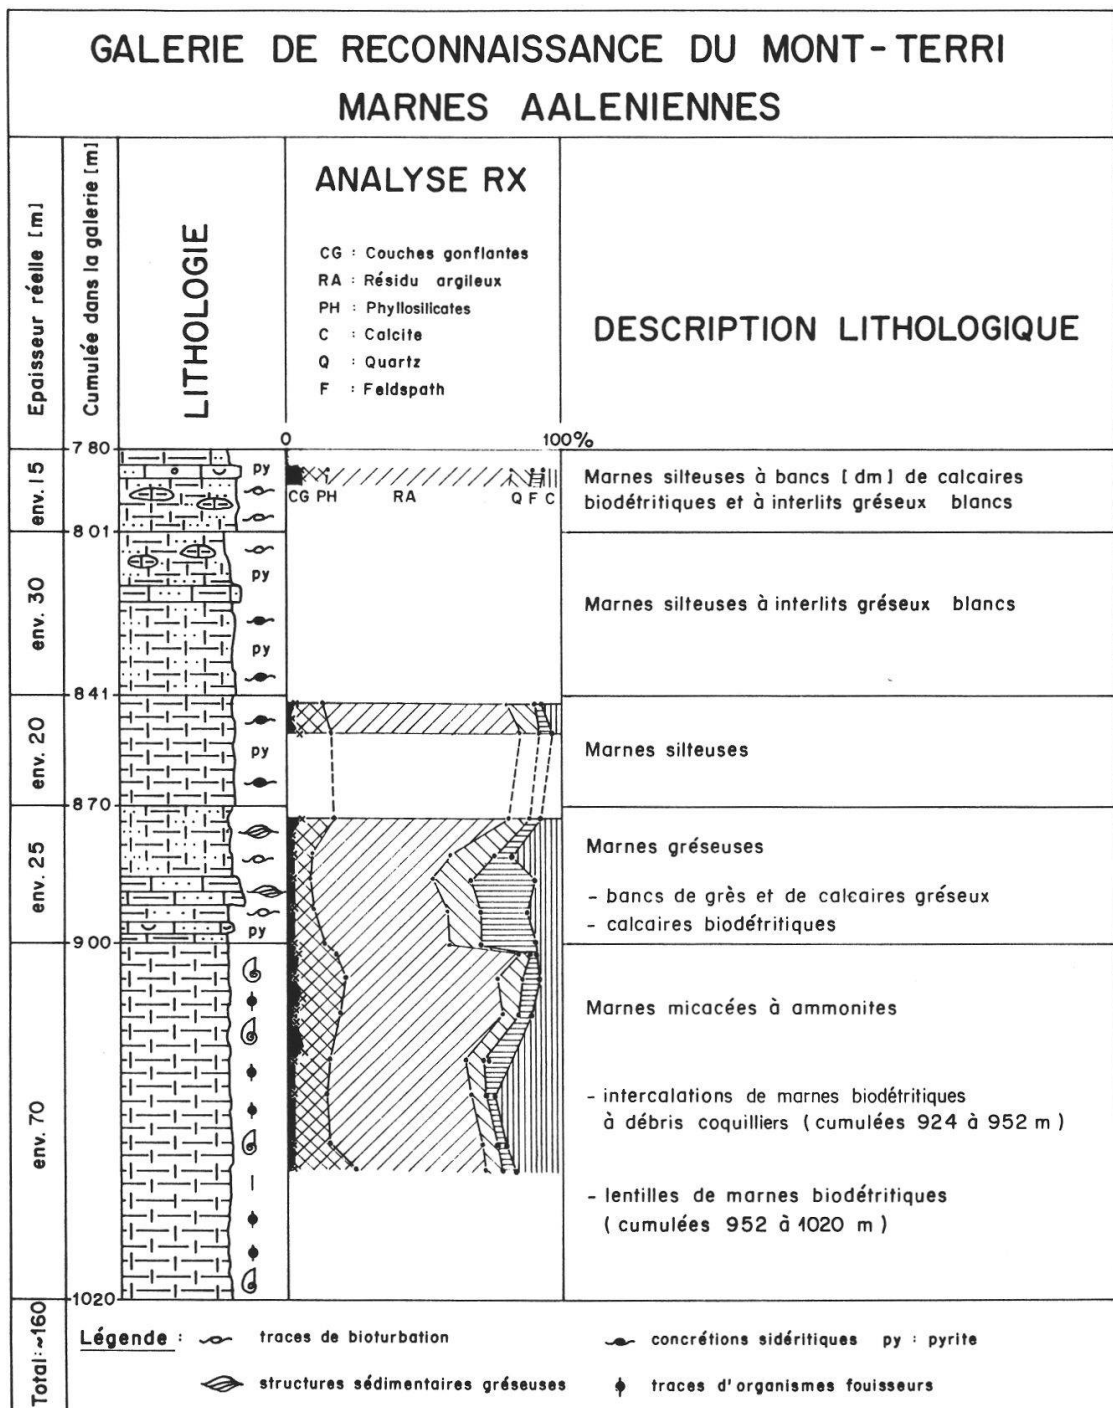 GALERIE DE RECONNAISSANCE DU MONT-TERRI
MARNES AALENIENNES
Epaisseur réelle [m]
Cumulée dans la galerie [m]
LITHOLOGIE
ANALYSE RX
CG : Couches gonflantes
RA : Résidu argileux
PH : Phyllosilicates
C : Calcite
Q : Quartz
F : Feldspath
DESCRIPTION LITHOLOGIQUE
0 100%
780
env. 15
py
CG PH RA Q F C
Marnes silteuses à bancs [dm] de calcaires
biodétritiques et à interlits gréseux blancs
801
env. 30
py
py
Marnes silteuses à interlits gréseux blancs
841
env. 20
py
Marnes silteuses
870
env. 25
py
Marnes gréseuses
- bancs de grès et de calcaires gréseux
- calcaires biodétritiques
900
env. 70
Marnes micacées à ammonites
- intercalations de marnes biodétritiques
à débris coquilliers (cumulées 924 à 952 m)
- lentilles de marnes biodétritiques
(cumulées 952 à 1020 m)
1020
Total: ~160
Légende :
traces de bioturbation
concrétions sidéritiques py : pyrite
structures sédimentaires gréseuses
traces d'organismes fouisseurs